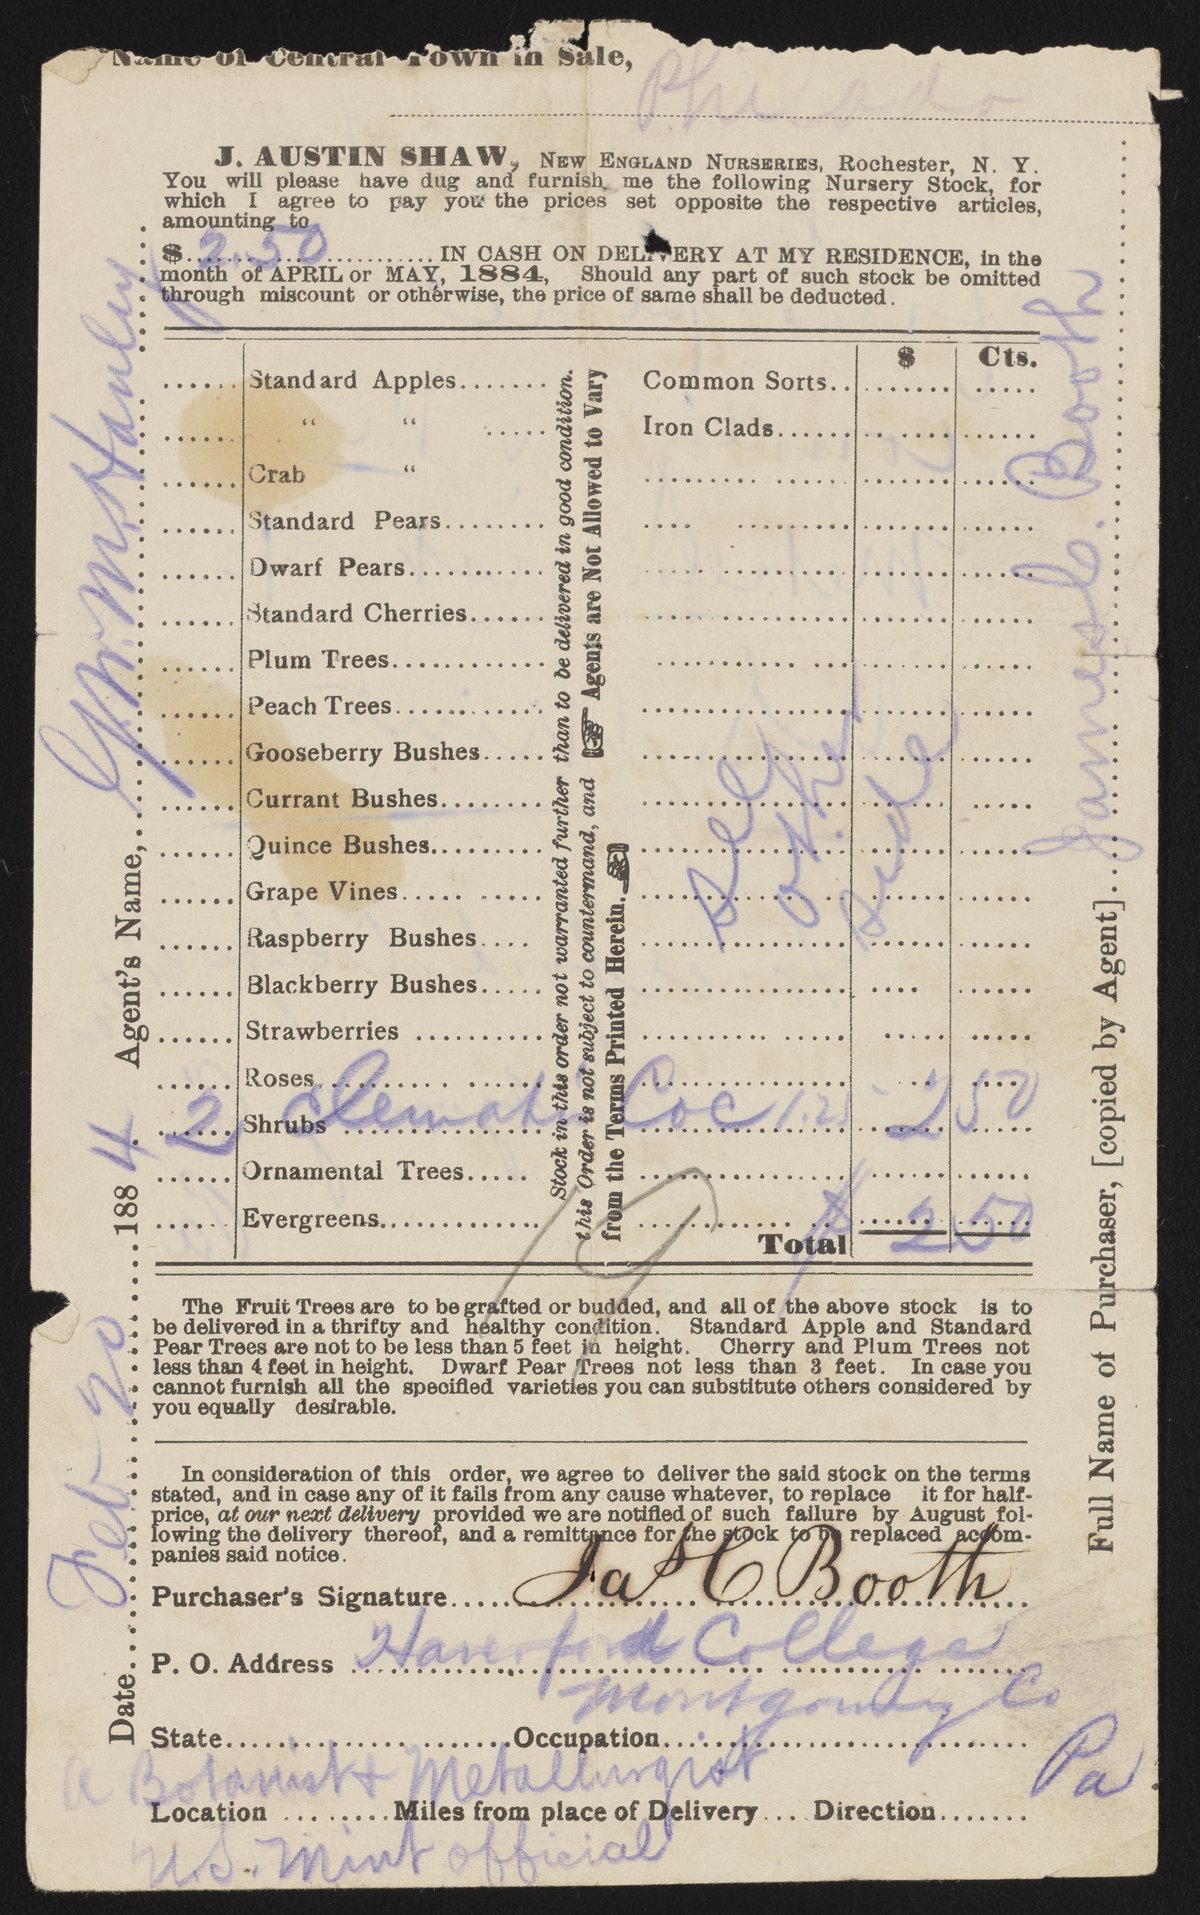 Name of Central Town in Sale,
J. AUSTIN SHAW, NEW ENGLAND NURSERIES, Rochester, N. Y.
You will please have dug and furnish me the following Nursery Stock, for
which I agree to pay you the prices set opposite the respective articles,
amounting to
$ 2.50 IN CASH ON DELIVERY AT MY RESIDENCE, in the
month of APRIL or MAY, 1884, Should any part of such stock be omitted
through miscount or otherwise, the price of same shall be deducted.
$ Cts.
Standard Apples....... Common Sorts..
“ “ ..... Iron Clads......
Crab “
Standard Pears........
Dwarf Pears..........
Standard Cherries......
Plum Trees............
Peach Trees...........
Gooseberry Bushes.....
Currant Bushes........
Quince Bushes.........
Grape Vines..... ......
Raspberry Bushes....
Blackberry Bushes.....
Strawberries ..........
Roses.......... ......
2 Shrubs Clematis Coc 1.25 2 50
Ornamental Trees.....
Evergreens............
Total $ 2 50
Stock in this order not warranted further than to be delivered in good condition.
this Order is not subject to countermand, and Agents are Not Allowed to Vary
from the Terms Printed Herein.
See
other
side
The Fruit Trees are to be grafted or budded, and all of the above stock is to
be delivered in a thrifty and healthy condition. Standard Apple and Standard
Pear Trees are not to be less than 5 feet in height. Cherry and Plum Trees not
less than 4 feet in height. Dwarf Pear Trees not less than 3 feet. In case you
cannot furnish all the specified varieties you can substitute others considered by
you equally desirable.
In consideration of this order, we agree to deliver the said stock on the terms
stated, and in case any of it fails from any cause whatever, to replace it for half-
price, at our next delivery provided we are notified of such failure by August fol-
lowing the delivery thereof, and a remittance for the stock to be replaced accom-
panies said notice.
Purchaser's Signature.... Jas C Booth
P. O. Address Haverford College
Montgomery Co
State....................Occupation......................
Pa
a Botanist & Metallurgist
Location ........Miles from place of Delivery.... Direction.......
U.S. Mint official
Date.... Feb 20 ....1884. Agent's Name,.. G. W. M. Hanley
Full Name of Purchaser, [copied by Agent].... James C. Booth